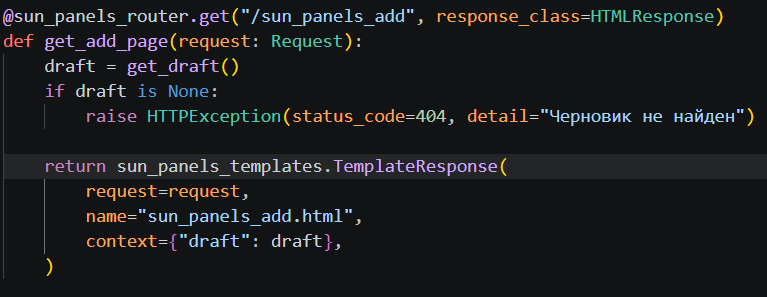 @sun_panels_router.get("/sun_panels_add", response_class=HTMLResponse)
def get_add_page(request: Request):
    draft = get_draft()
    if draft is None:
        raise HTTPException(status_code=404, detail="Черновик не найден")

    return sun_panels_templates.TemplateResponse(
        request=request,
        name="sun_panels_add.html",
        context={"draft": draft},
    )